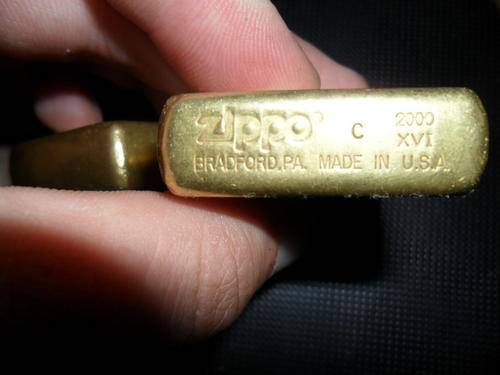 Zippo® C 2000
XVI
BRADFORD,PA. MADE IN U.S.A.